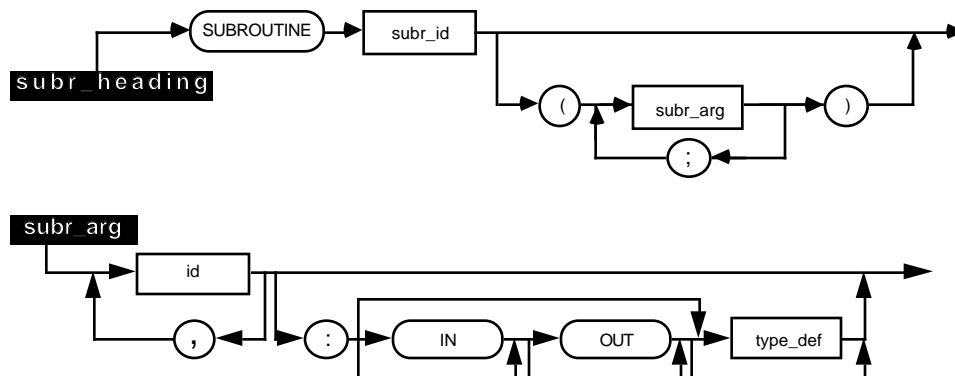 SUBROUTINE subr_id
subr_heading
( subr_arg )
;
subr_arg
id
, : IN OUT type_def